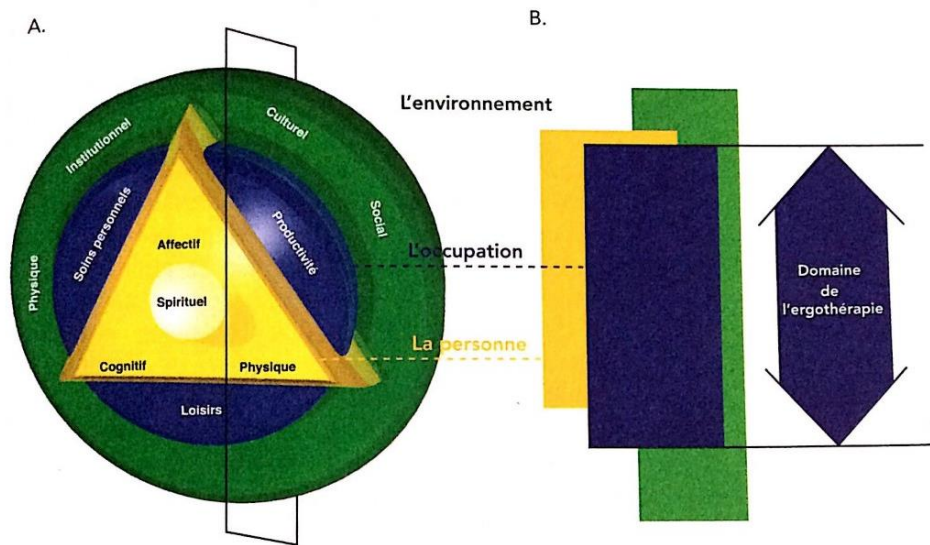 A.
B.
L'environnement
Culturel
Institutionnel
Social
Soins personnels
Productivité
Physique
Affectif
L'occupation
Spirituel
Domaine
de
l'ergothérapie
La personne
Cognitif
Physique
Loisirs